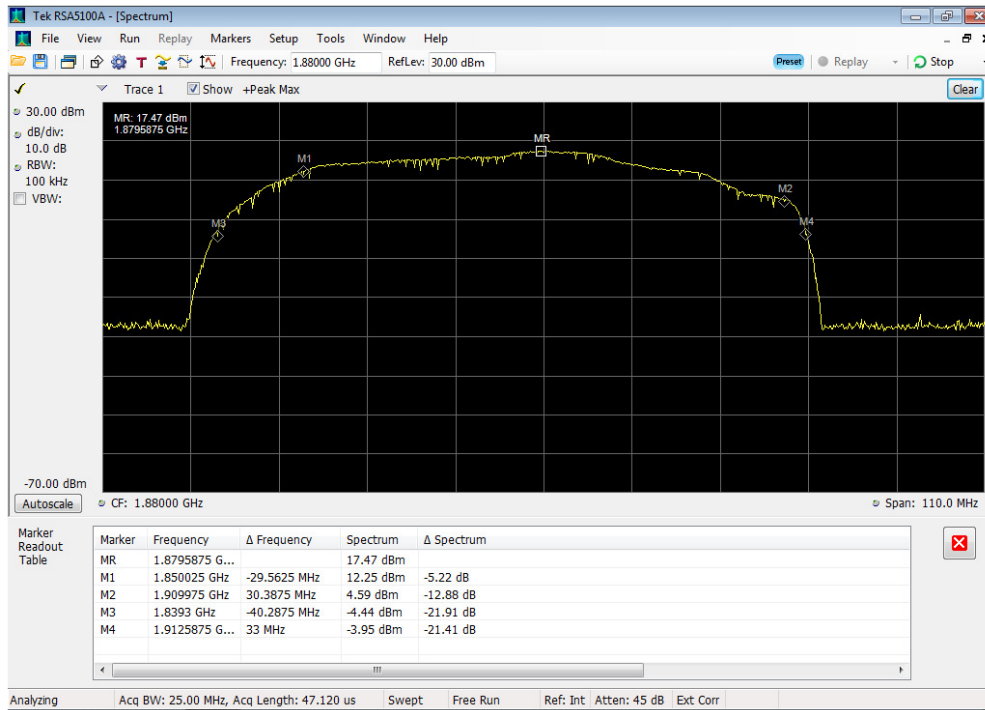 Tek RSA5100A - [Spectrum]
File View Run Replay Markers Setup Tools Window Help
T Frequency: 1.88000 GHz RefLev: 30.00 dBm Preset Replay Stop
Trace 1 Show +Peak Max Clear
30.00 dBm
dB/div:
10.0 dB
RBW:
100 kHz
VBW:
MR: 17.47 dBm
1.8795875 GHz
MR
M1
M2
M3
M4
-70.00 dBm
Autoscale CF: 1.88000 GHz Span: 110.0 MHz
Marker
Readout
Table
Marker Frequency Δ Frequency Spectrum Δ Spectrum
MR 1.8795875 G... 17.47 dBm
M1 1.850025 GHz -29.5625 MHz 12.25 dBm -5.22 dB
M2 1.909975 GHz 30.3875 MHz 4.59 dBm -12.88 dB
M3 1.8393 GHz -40.2875 MHz -4.44 dBm -21.91 dB
M4 1.9125875 G... 33 MHz -3.95 dBm -21.41 dB
Analyzing Acq BW: 25.00 MHz, Acq Length: 47.120 us Swept Free Run Ref: Int Atten: 45 dB Ext Corr